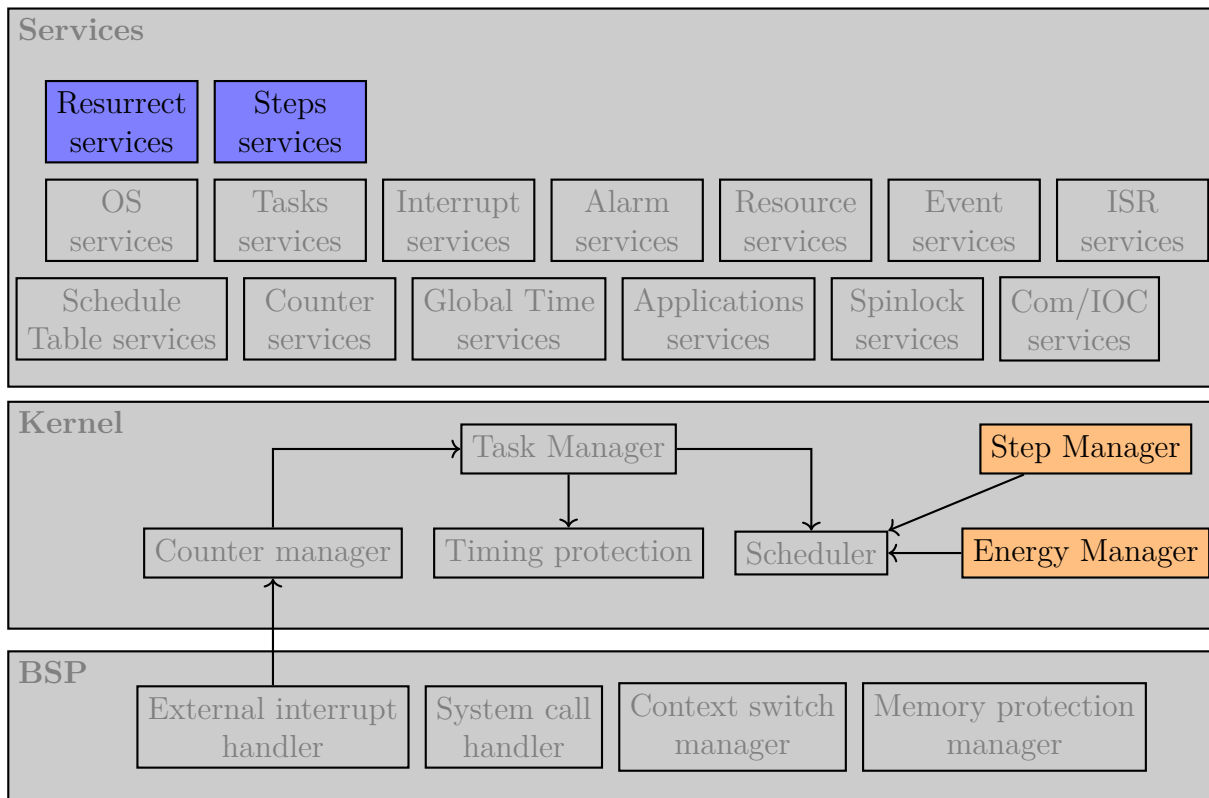 Services
Resurrect
services
Steps
services
OS
services
Tasks
services
Interrupt
services
Alarm
services
Resource
services
Event
services
ISR
services
Schedule
Table services
Counter
services
Global Time
services
Applications
services
Spinlock
services
Com/IOC
services
Kernel
Task Manager
Step Manager
Counter manager
Timing protection
Scheduler
Energy Manager
BSP
External interrupt
handler
System call
handler
Context switch
manager
Memory protection
manager